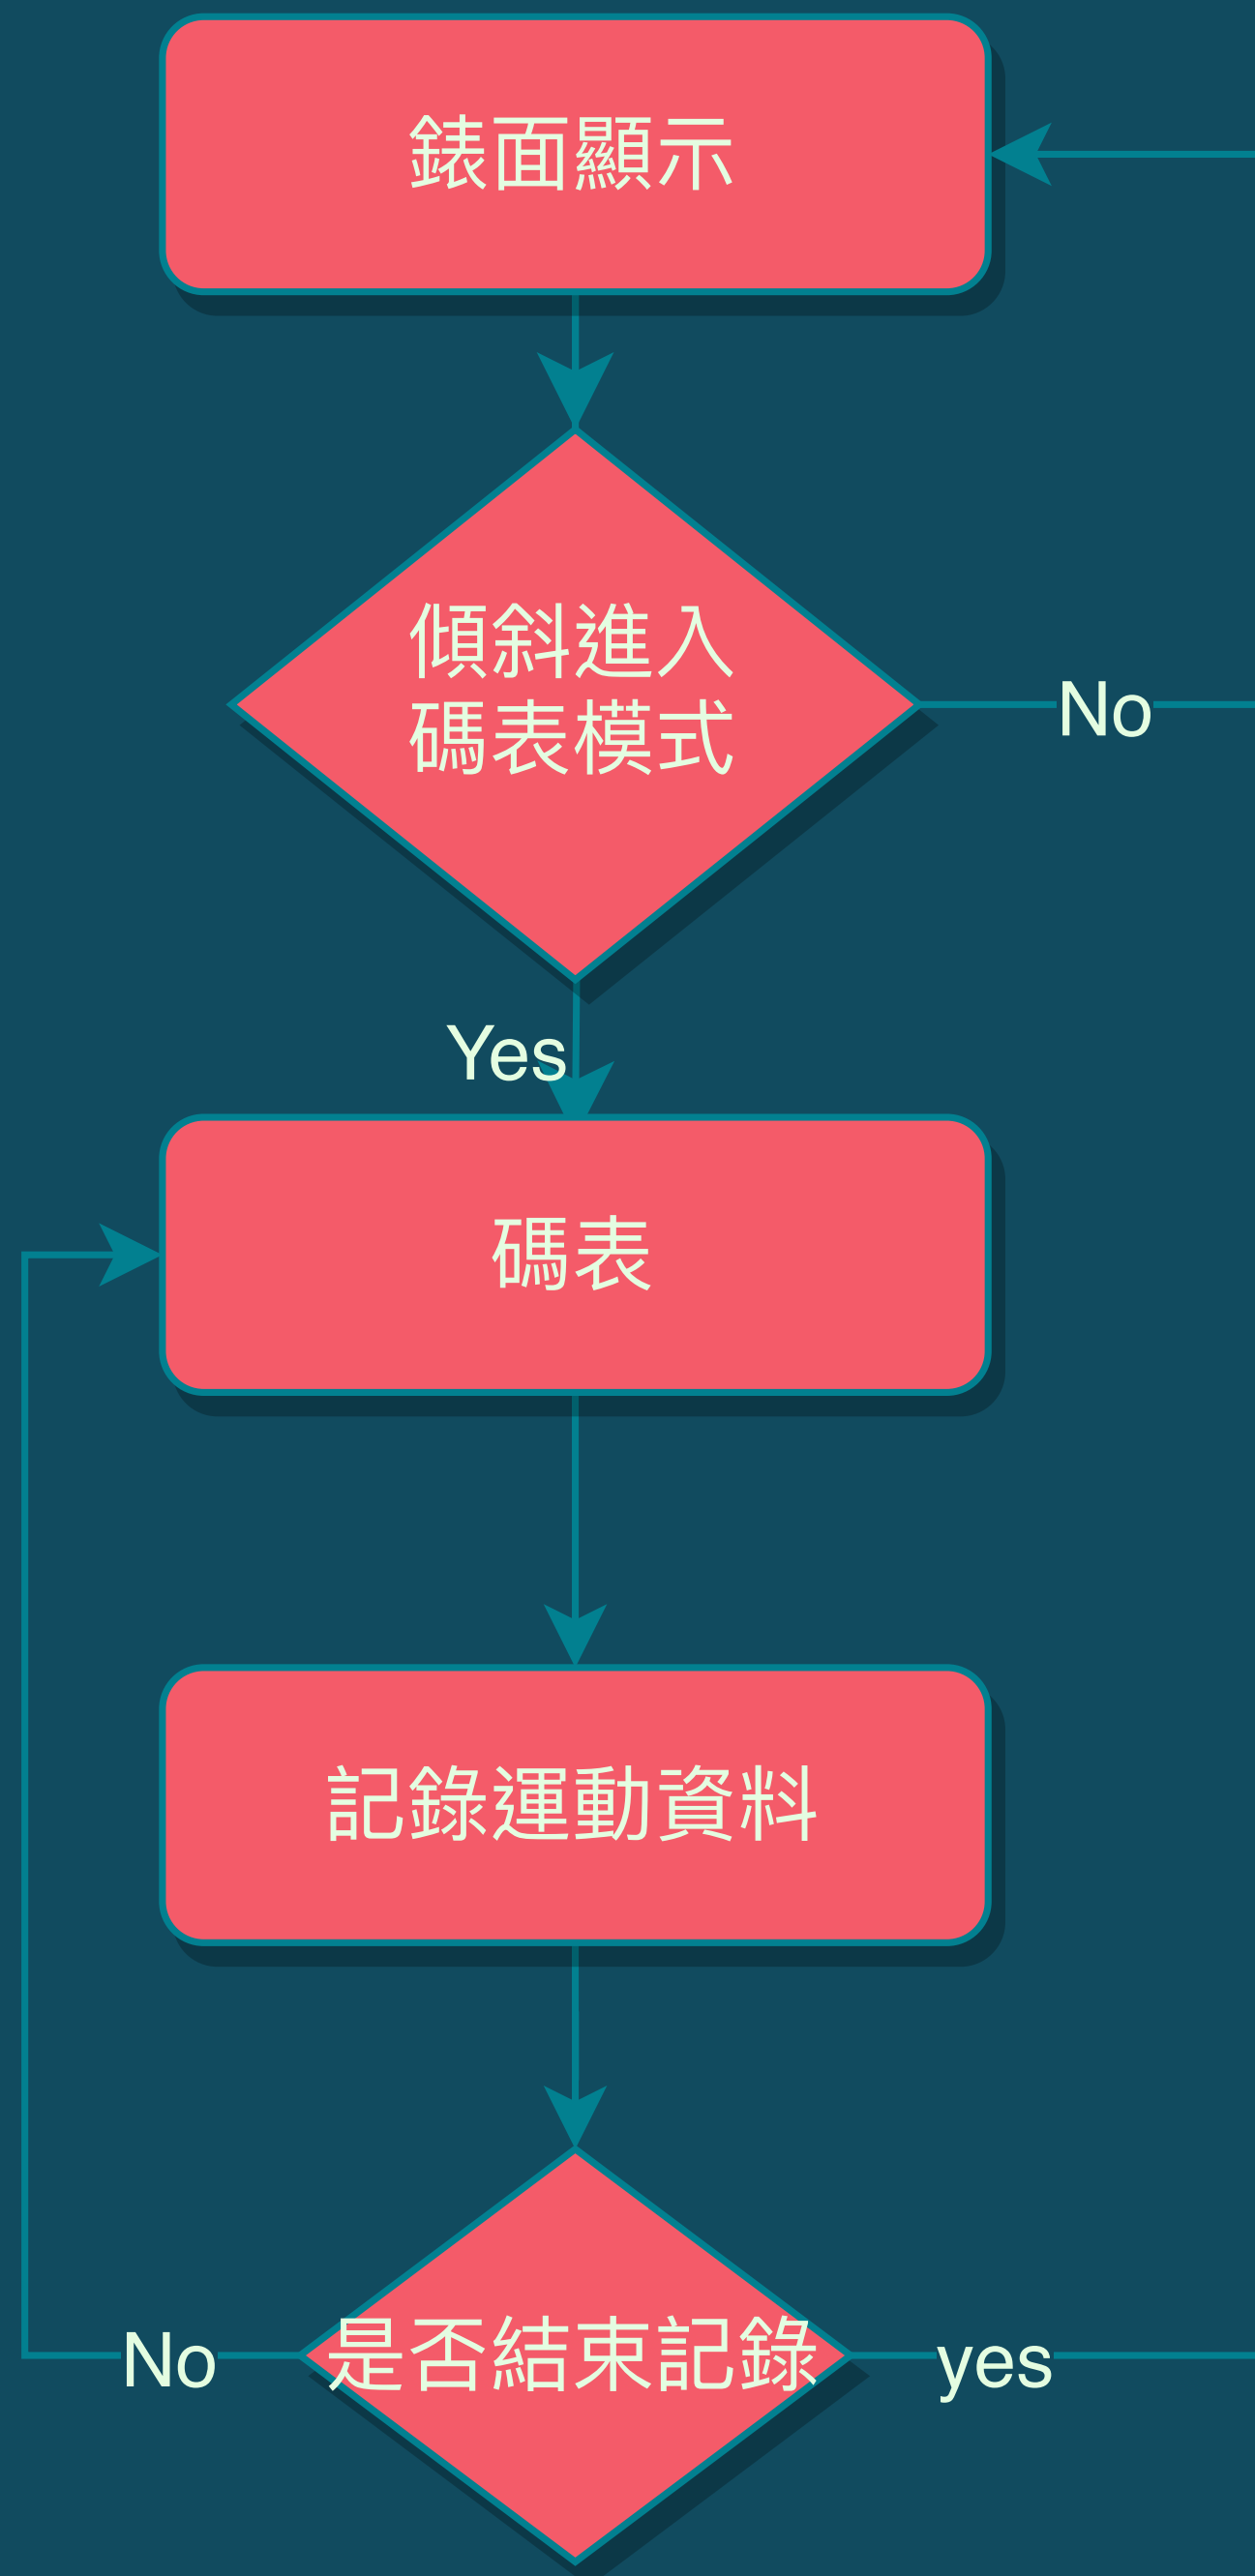 錶面顯示
傾斜進入
碼表模式
No
Yes
碼表
記錄運動資料
No
是否結束記錄
yes